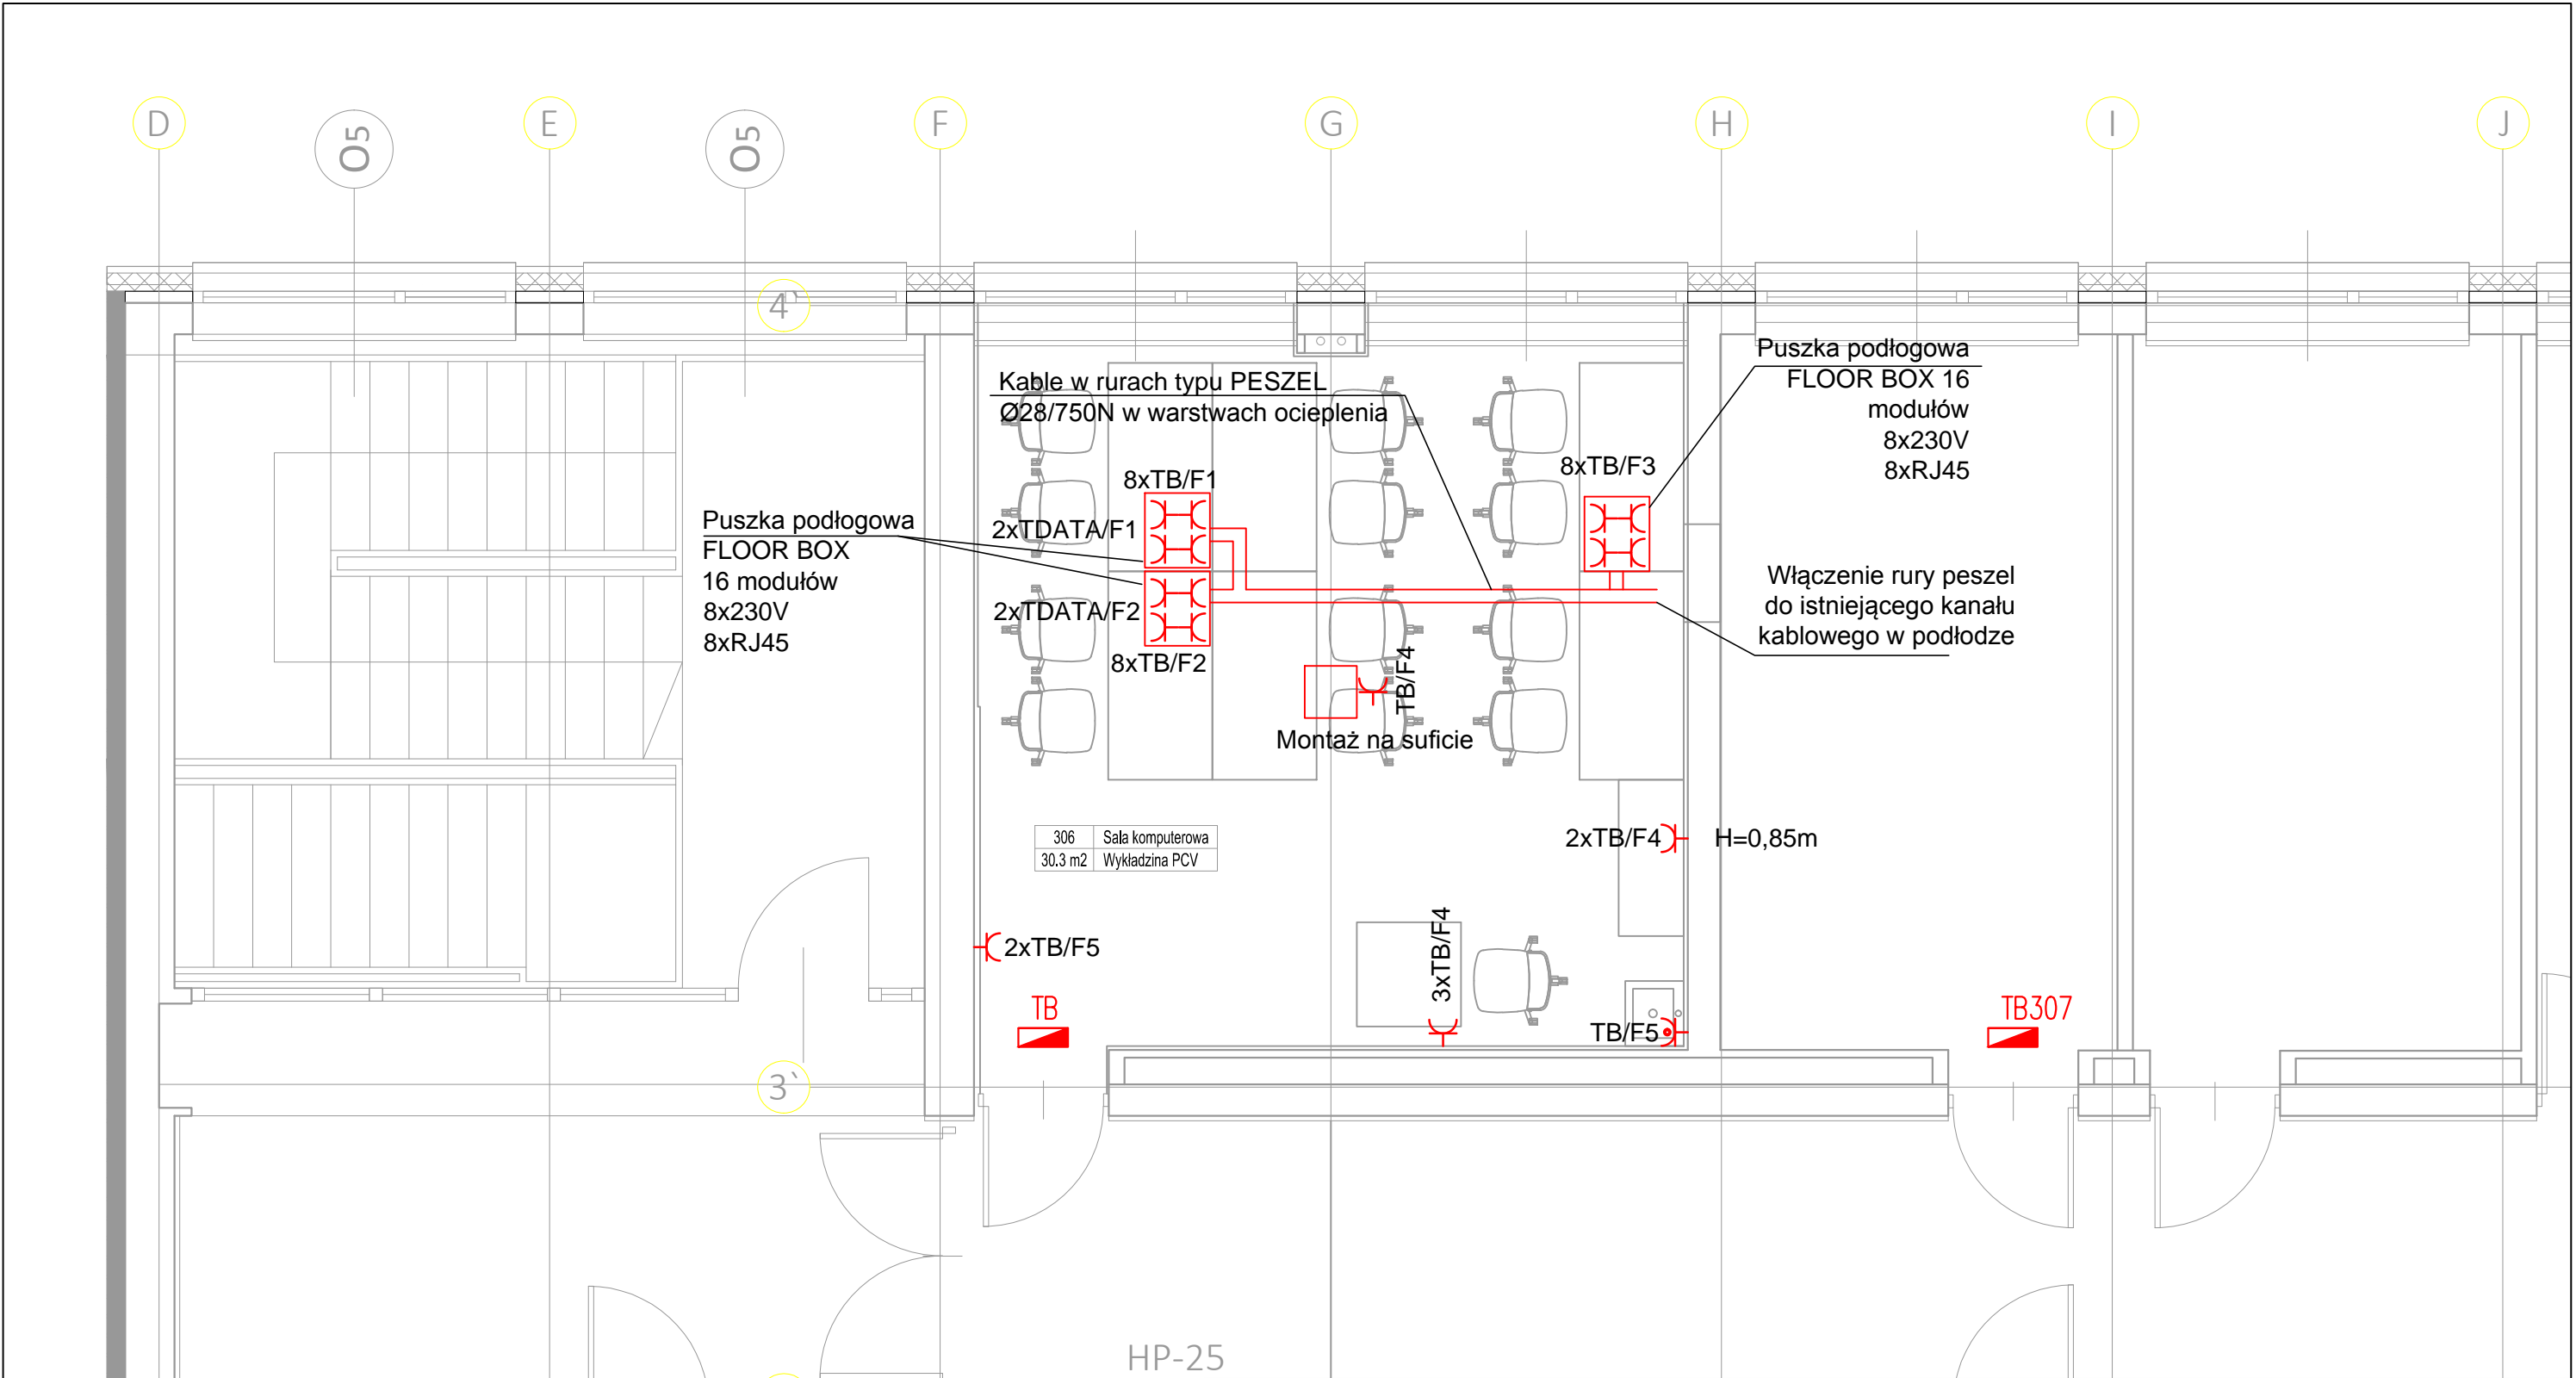 D
O5
E
O5
F
G
H
I
J
4`
Kable w rurach typu PESZEL
Ø28/750N w warstwach ocieplenia
Puszka podłogowa
FLOOR BOX 16
modułów
8x230V
8xRJ45
8xTB/F1
8xTB/F3
2xTDATA/F1
Puszka podłogowa
FLOOR BOX
16 modułów
8x230V
8xRJ45
2xTDATA/F2
8xTB/F2
Włączenie rury peszel
do istniejącego kanału
kablowego w podłodze
TB/F4
Montaż na suficie
306 Sala komputerowa
30.3 m2 Wykładzina PCV
2xTB/F4
H=0,85m
2xTB/F5
3xTB/F4
TB
TB/F5
TB307
3`
HP-25